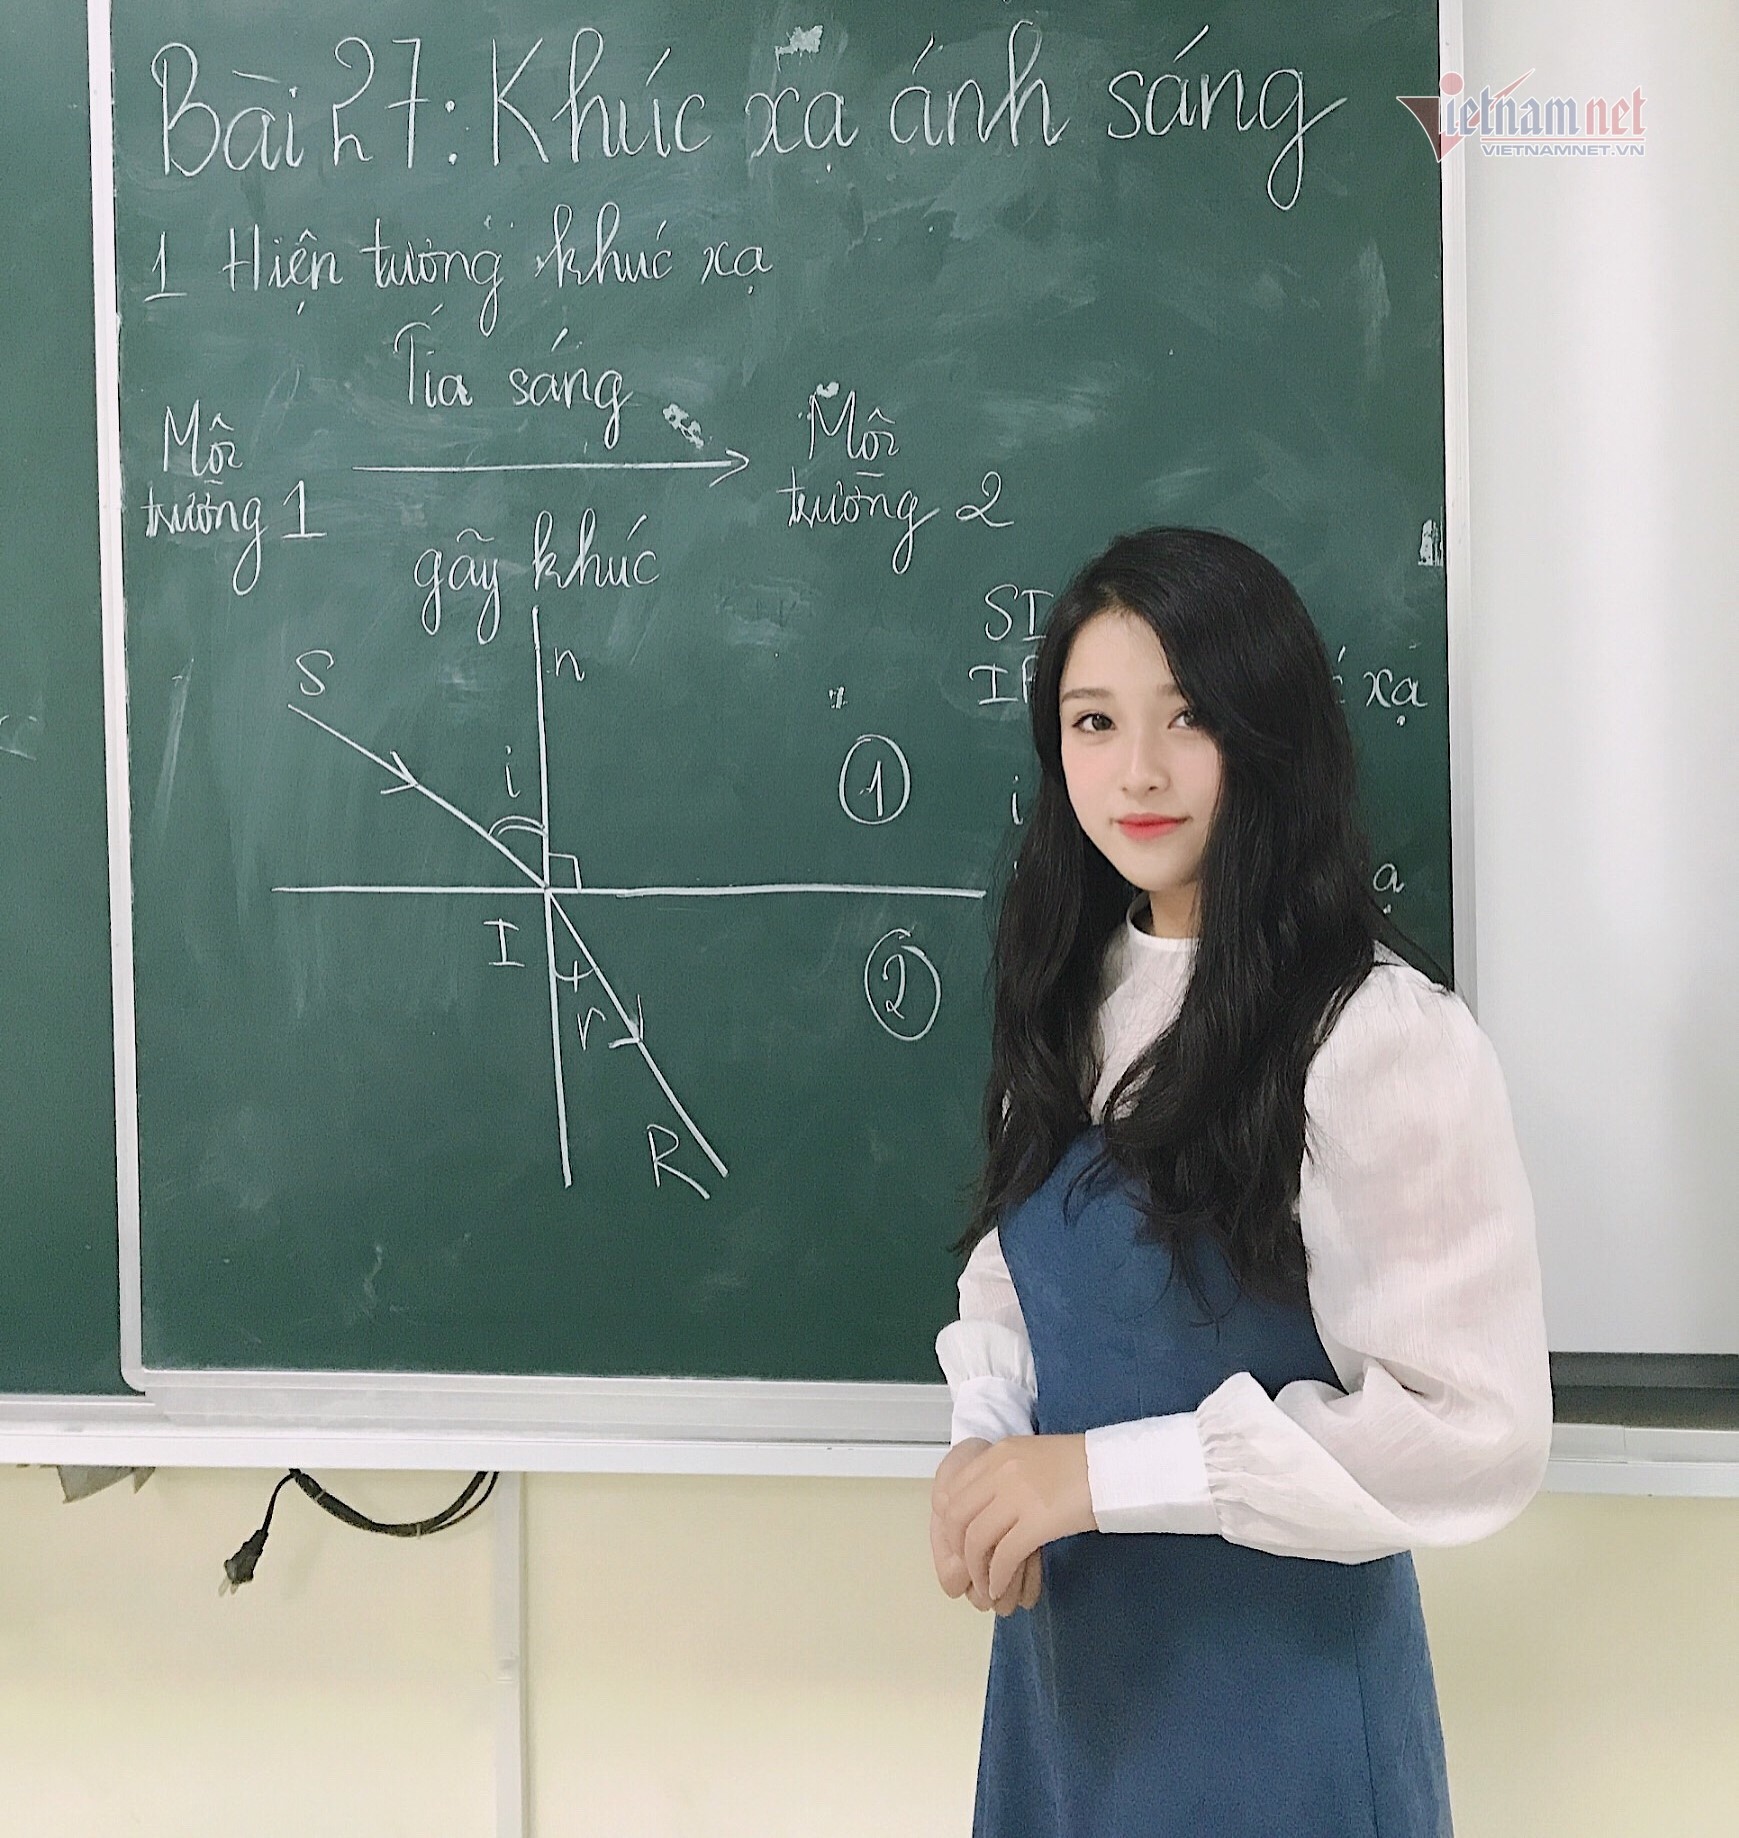 Bài 27: Khúc xạ ánh sáng
1 Hiện tượng khúc xạ
Tia sáng
Môi
trường 1
Môi
trường 2
gãy khúc
S
n
i
I
r
R
1
2
SI
I
xạ
i
vietnamnet
VIETNAMNET.VN